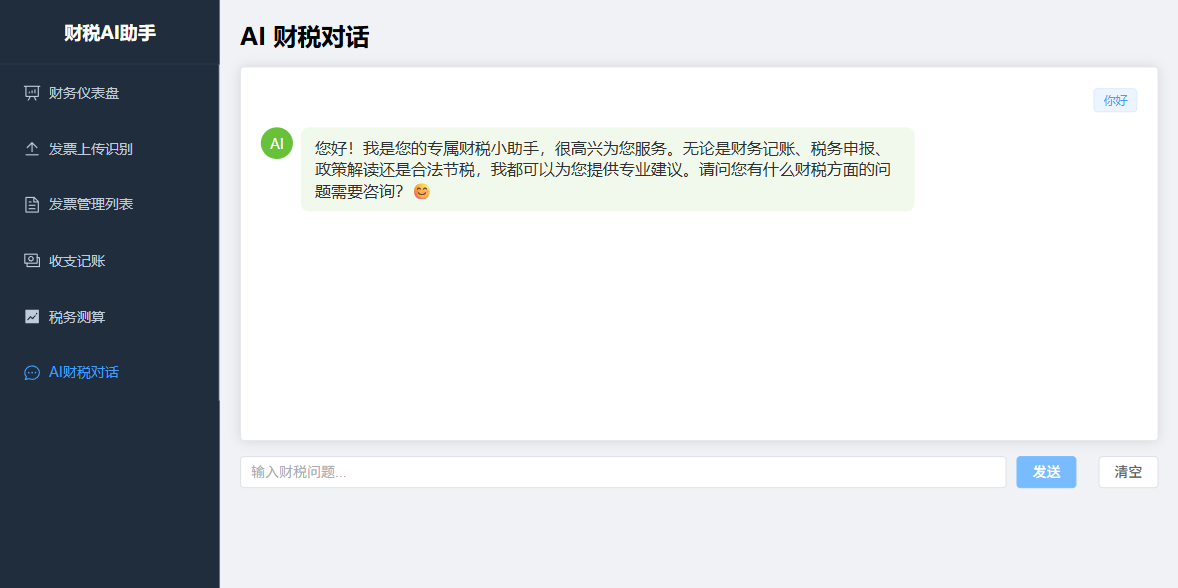 财税AI助手
财务仪表盘
发票上传识别
发票管理列表
收支记账
税务测算
AI财税对话
AI 财税对话
你好
AI
您好！我是您的专属财税小助手，很高兴为您服务。无论是财务记账、税务申报、
政策解读还是合法节税，我都可以为您提供专业建议。请问您有什么财税方面的问
题需要咨询？😊
输入财税问题...
发送
清空